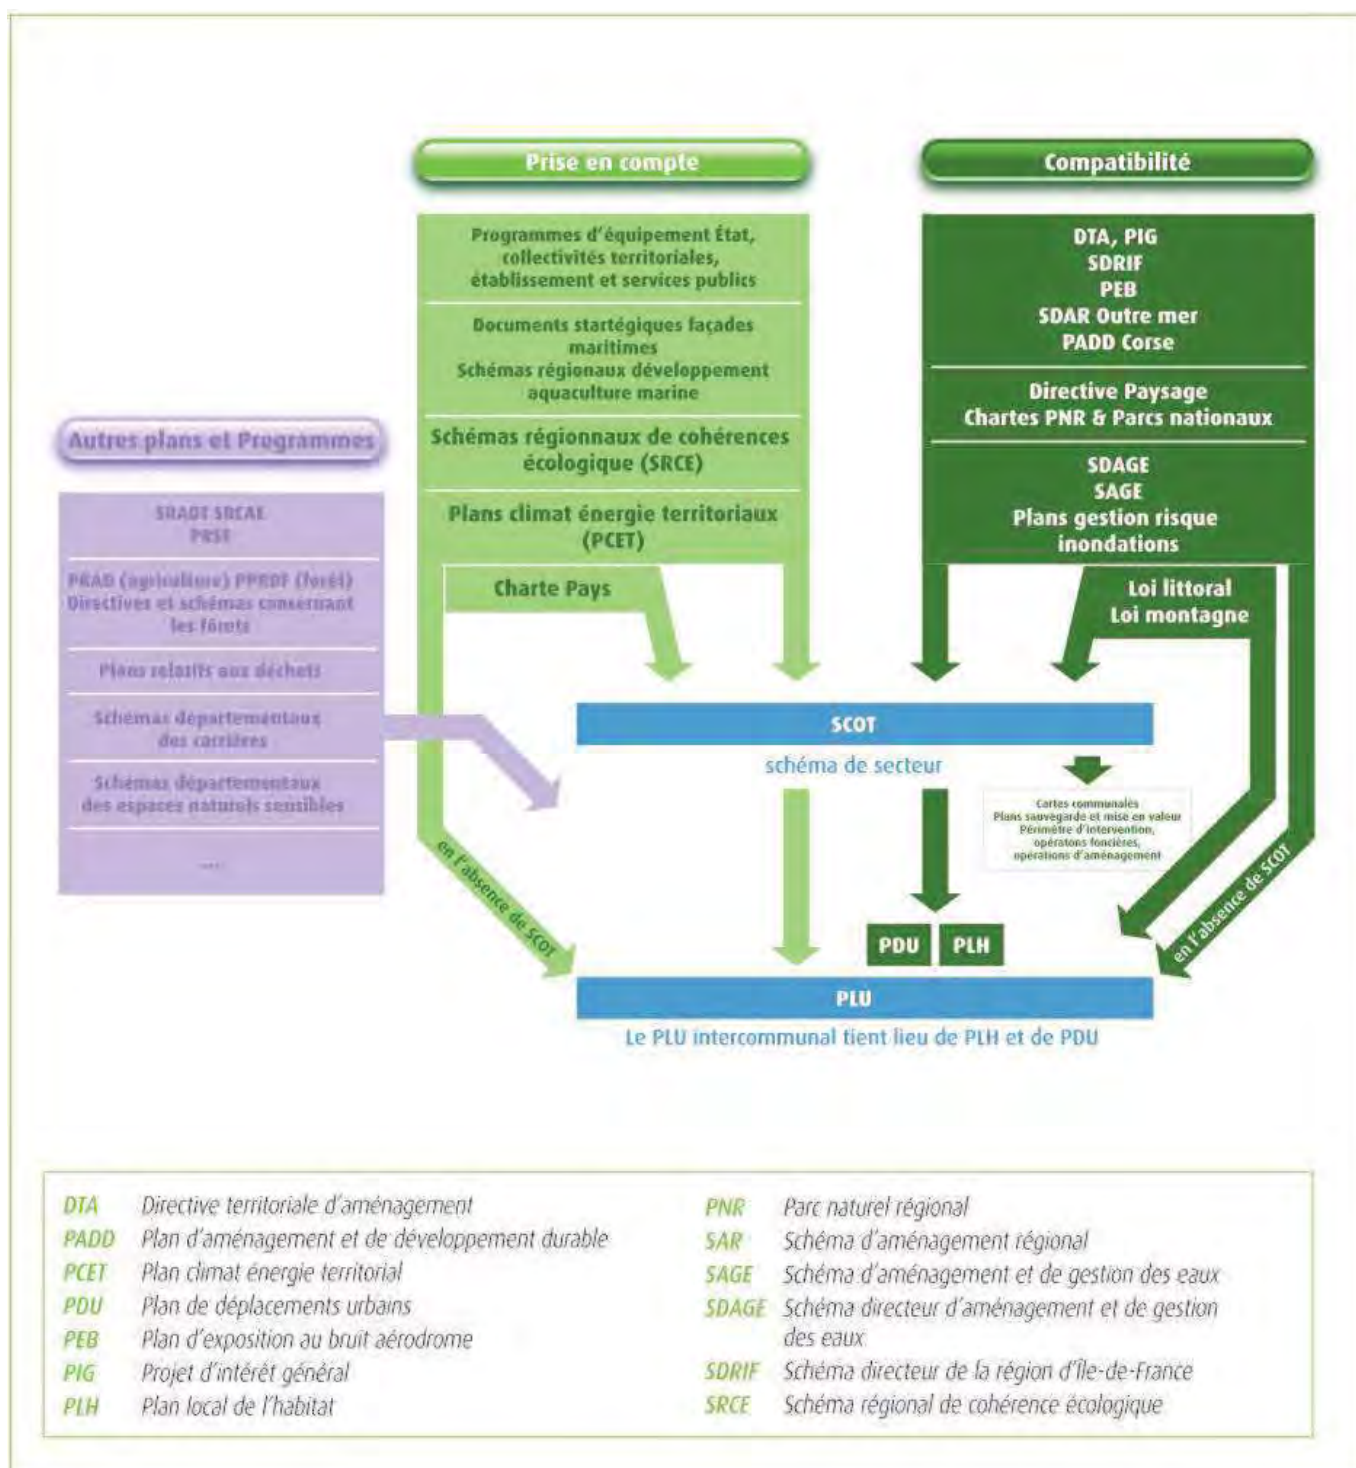 Prise en compte
Programmes d'équipement État,
collectivités territoriales,
établissement et services publics
Documents startégiques façades
maritimes
Schémas régionaux développement
aquaculture marine
Schémas régionnaux de cohérences
écologique (SRCE)
Plans climat énergie territoriaux
(PCET)
Charte Pays
Compatibilité
DTA, PIG
SDRIF
PEB
SDAR Outre mer
PADD Corse
Directive Paysage
Chartes PNR & Parcs nationaux
SDAGE
SAGE
Plans gestion risque
inondations
Loi littoral
Loi montagne
Autres plans et Programmes
SRADT SRCAE
PRSE
PRAD (agriculture) PPRDF (forêt)
Directives et schémas consernant
les fôrets
Plans relatifs aux déchets
Schémas départementaux
des carrières
Schémas départementaux
des espaces naturels sensibles
....
SCOT
schéma de secteur
Cartes communales
Plans sauvegarde et mise en valeur
Périmètre d'intervention,
opératons foncières,
opérations d'aménagement
en l'absence de SCOT
en l'absence de SCOT
PDU PLH
PLU
Le PLU intercommunal tient lieu de PLH et de PDU
DTA Directive territoriale d'aménagement
PADD Plan d'aménagement et de développement durable
PCET Plan climat énergie territorial
PDU Plan de déplacements urbains
PEB Plan d'exposition au bruit aérodrome
PIG Projet d'intérêt général
PLH Plan local de l'habitat
PNR Parc naturel régional
SAR Schéma d'aménagement régional
SAGE Schéma d'aménagement et de gestion des eaux
SDAGE Schéma directeur d'aménagement et de gestion
des eaux
SDRIF Schéma directeur de la région d'Île-de-France
SRCE Schéma régional de cohérence écologique